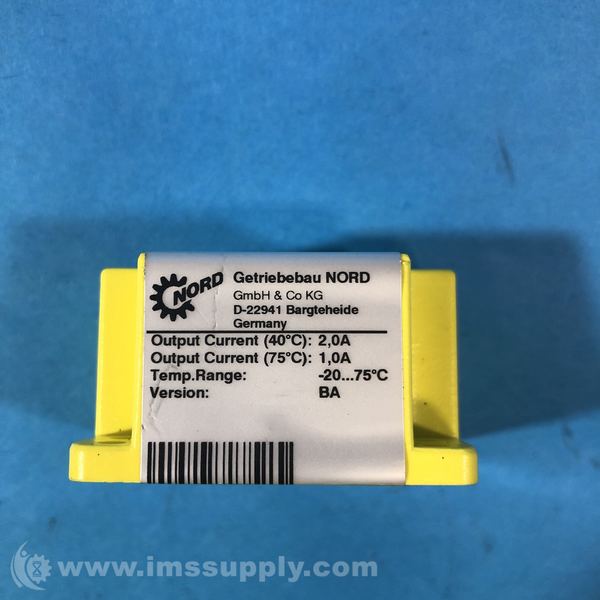 NORD
Getriebebau NORD
GmbH & Co KG
D-22941 Bargteheide
Germany
Output Current (40°C): 2,0A
Output Current (75°C): 1,0A
Temp.Range: -20...75°C
Version: BA
www.imssupply.com